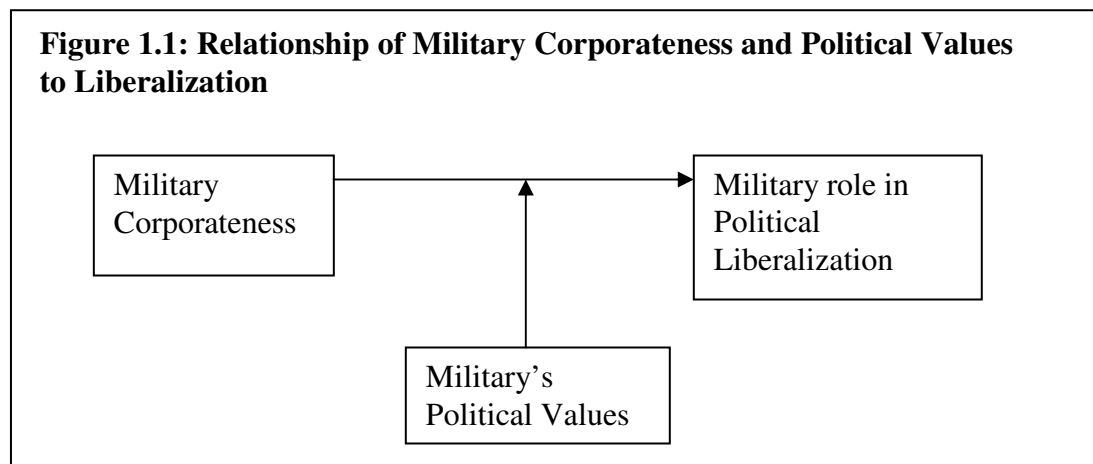 Figure 1.1: Relationship of Military Corporateness and Political Values
to Liberalization
Military
Corporateness
Military role in
Political
Liberalization
Military’s
Political Values